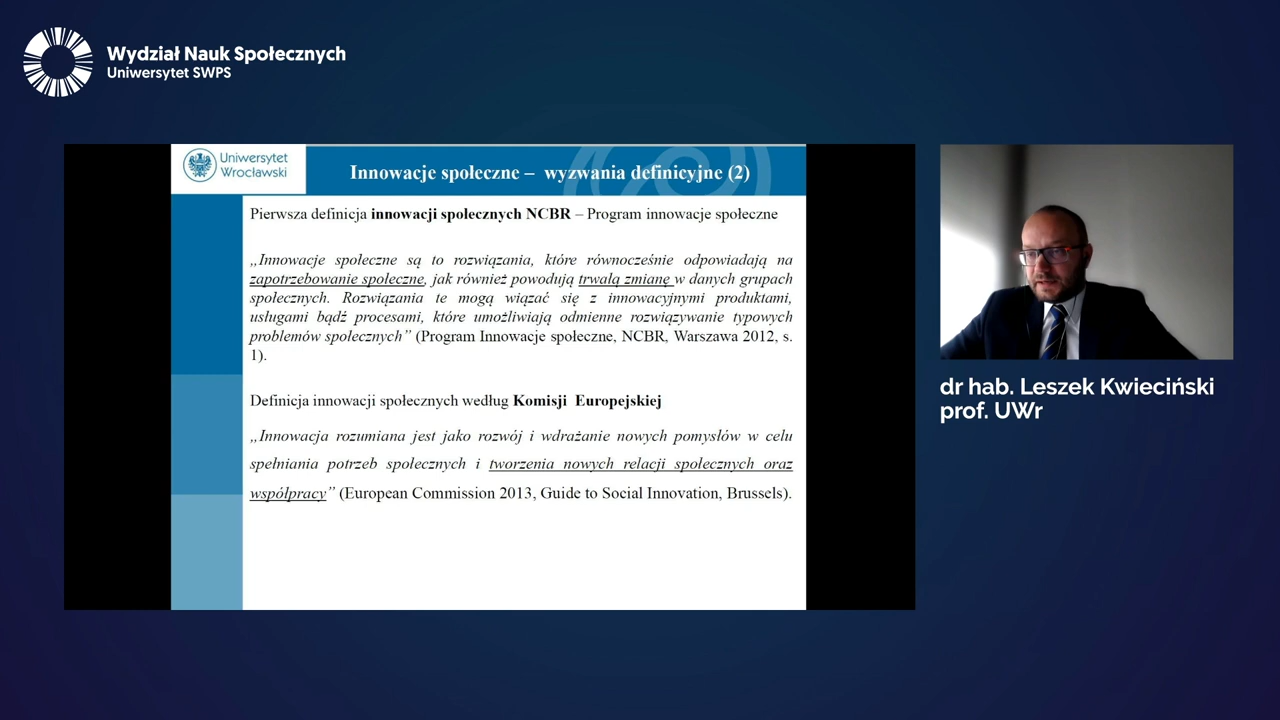 Wydział Nauk Społecznych
Uniwersytet SWPS
Uniwersytet
Wrocławski
Innowacje społeczne – wyzwania definicyjne (2)
Pierwsza definicja innowacji społecznych NCBR – Program innowacje społeczne
„Innowacje społeczne są to rozwiązania, które równocześnie odpowiadają na
zapotrzebowanie społeczne, jak również powodują trwałą zmianę w danych grupach
społecznych. Rozwiązania te mogą wiązać się z innowacyjnymi produktami,
usługami bądź procesami, które umożliwiają odmienne rozwiązywanie typowych
problemów społecznych” (Program Innowacje społeczne, NCBR, Warszawa 2012, s.
1).
Definicja innowacji społecznych według Komisji Europejskiej
„Innowacja rozumiana jest jako rozwój i wdrażanie nowych pomysłów w celu
spełniania potrzeb społecznych i tworzenia nowych relacji społecznych oraz
współpracy” (European Commission 2013, Guide to Social Innovation, Brussels).
dr hab. Leszek Kwieciński
prof. UWr